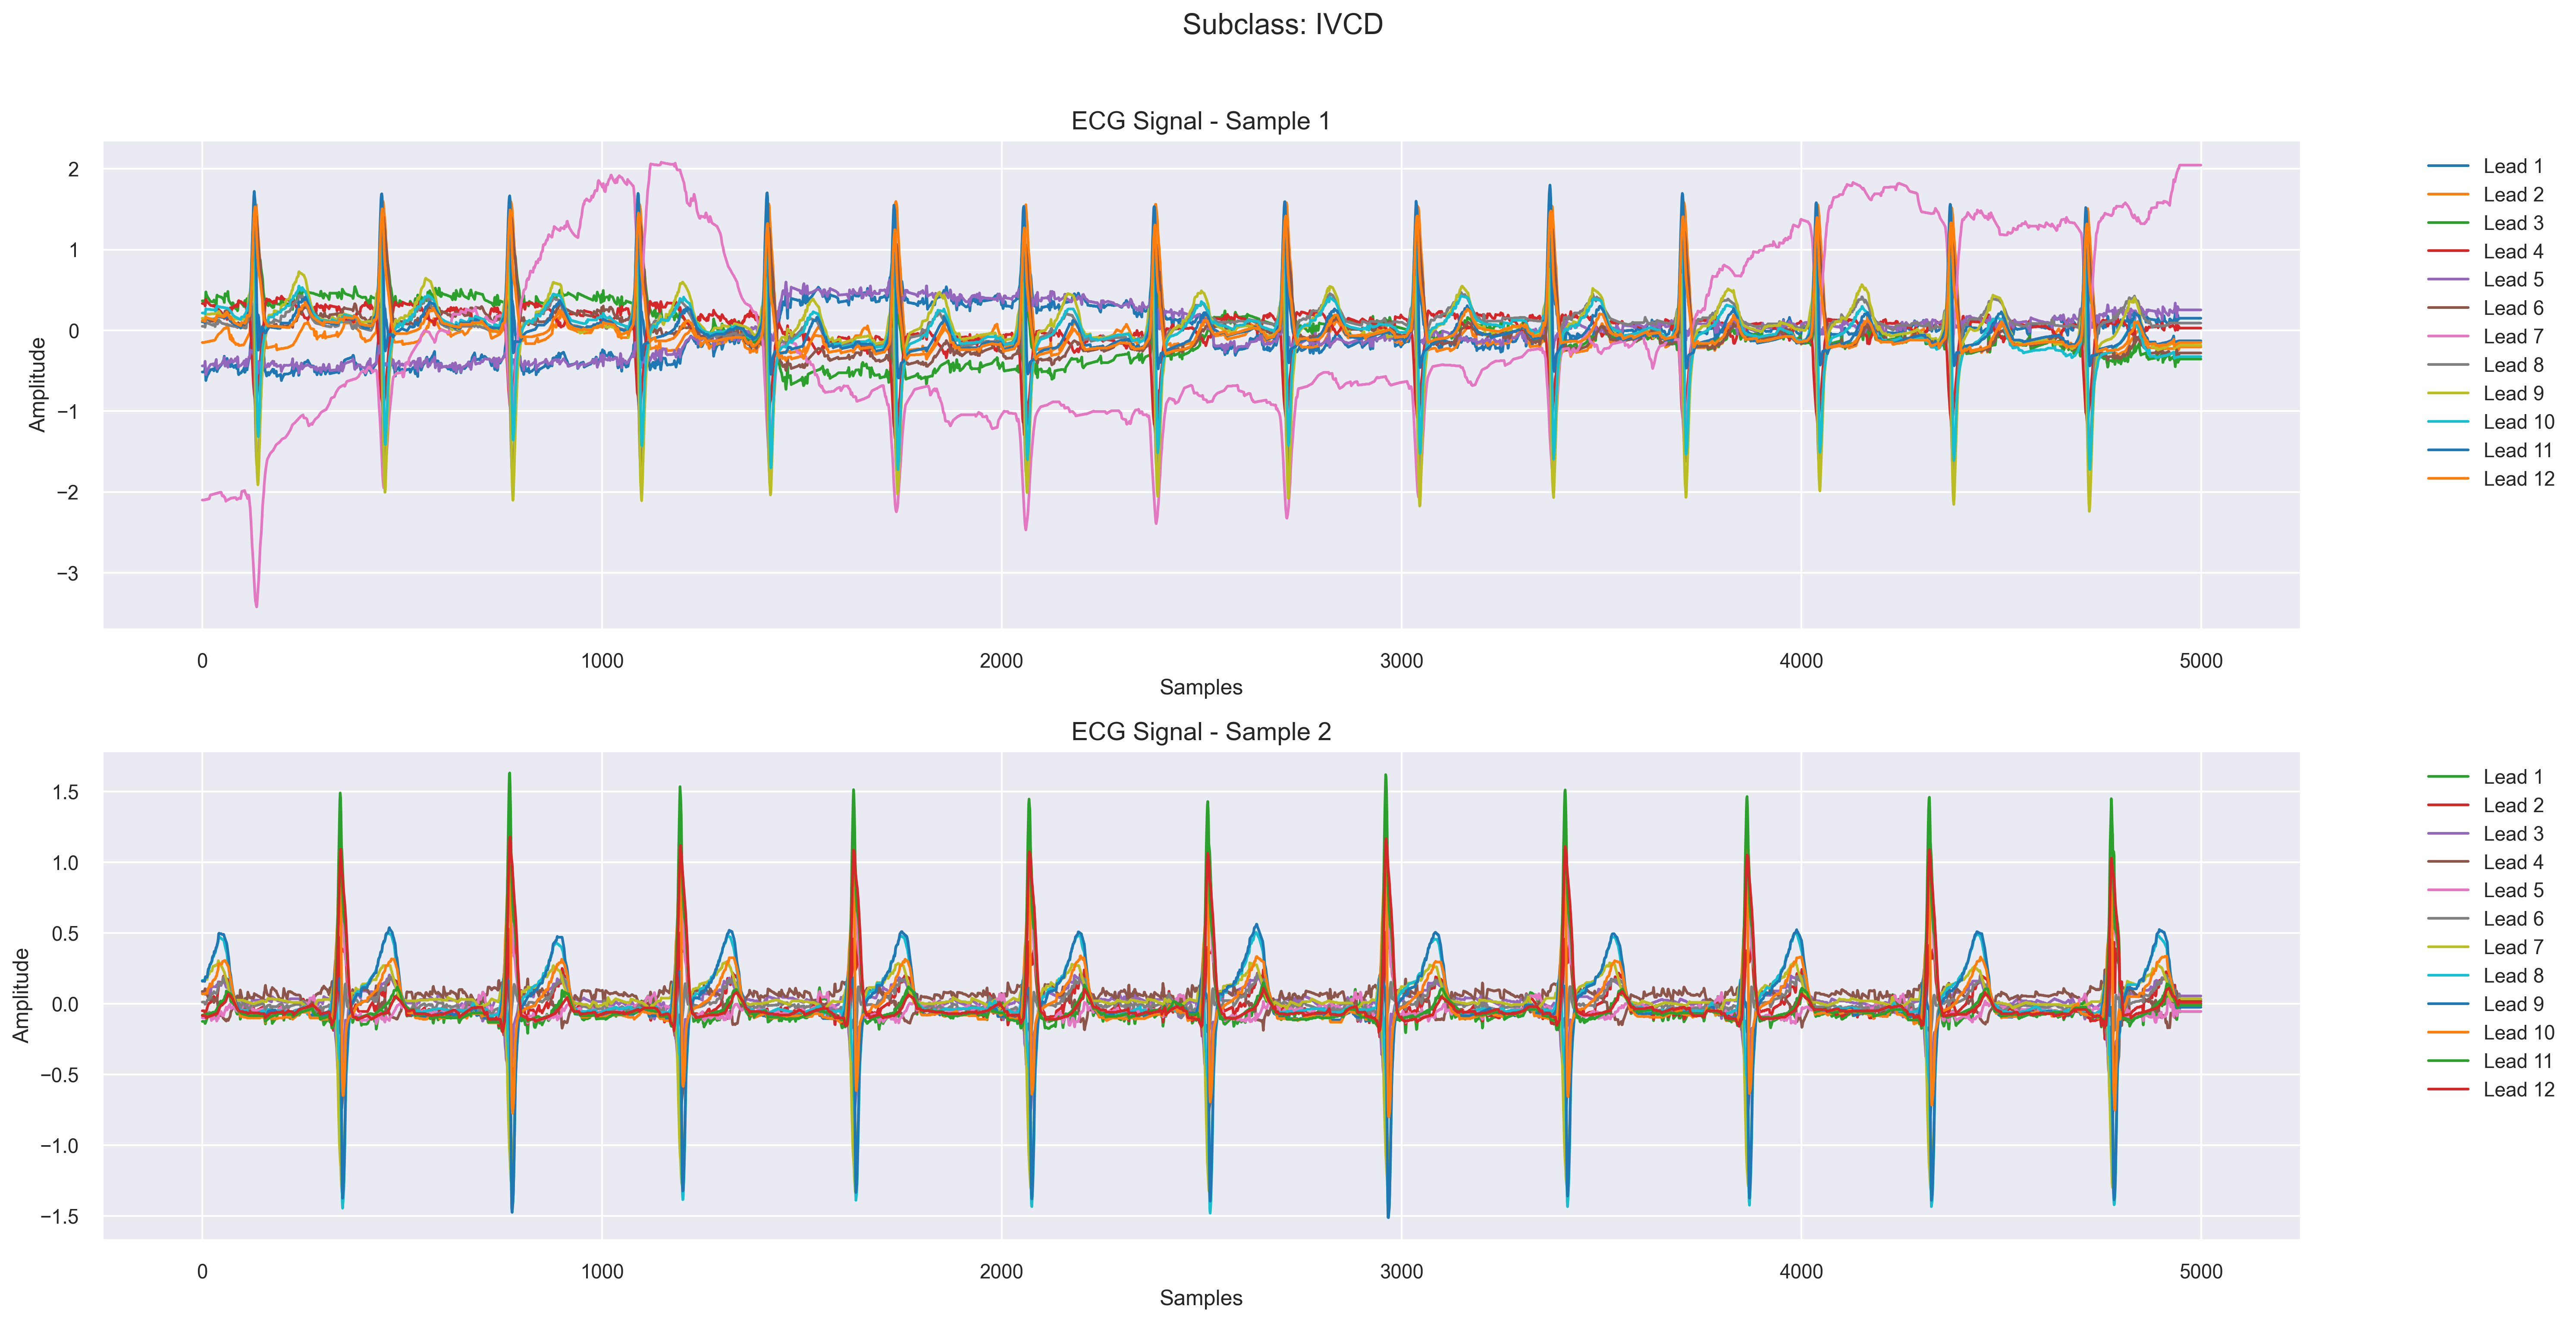 Subclass: IVCD
ECG Signal - Sample 1
Amplitude
2
1
0
−1
−2
−3
0 1000 2000 3000 4000 5000
Samples
Lead 1
Lead 2
Lead 3
Lead 4
Lead 5
Lead 6
Lead 7
Lead 8
Lead 9
Lead 10
Lead 11
Lead 12
ECG Signal - Sample 2
Amplitude
1.5
1.0
0.5
0.0
−0.5
−1.0
−1.5
0 1000 2000 3000 4000 5000
Samples
Lead 1
Lead 2
Lead 3
Lead 4
Lead 5
Lead 6
Lead 7
Lead 8
Lead 9
Lead 10
Lead 11
Lead 12